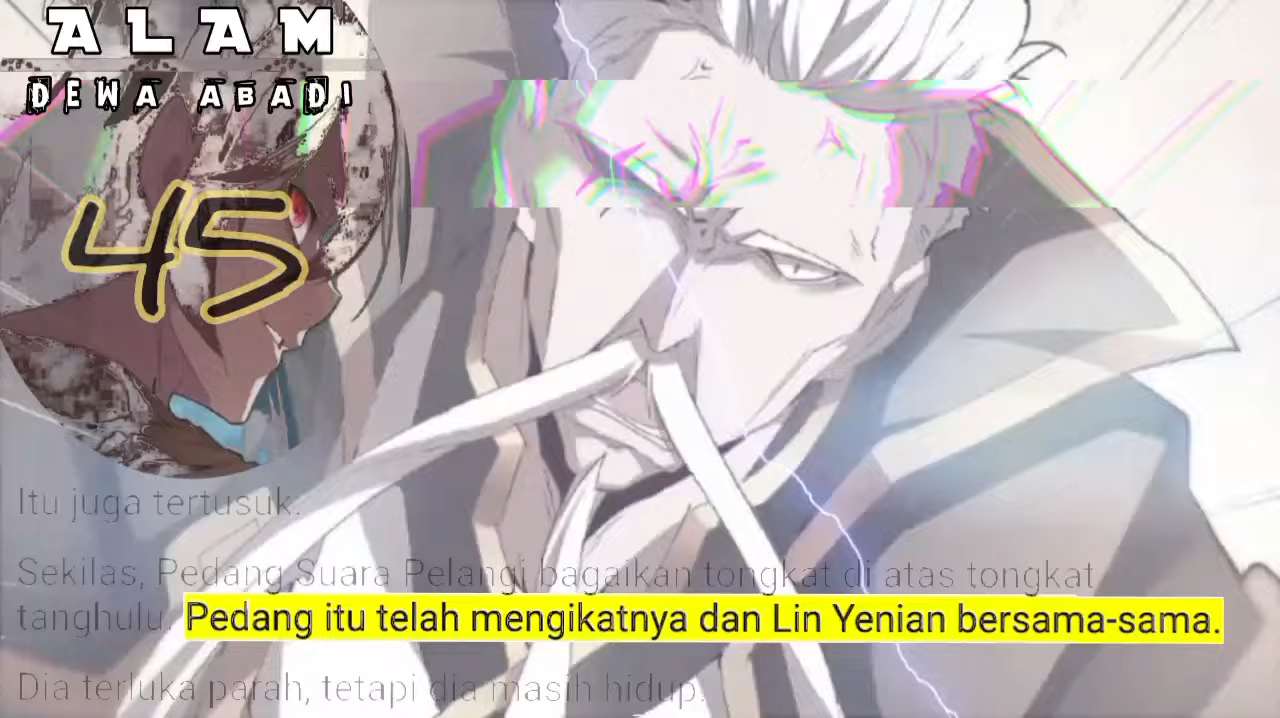 ALAM
DEWA ABADI
45
Itu juga tertusuk.
Sekilas, Pedang Suara Pelangi bagaikan tongkat di atas tongkat
tanghulu. Pedang itu telah mengikatnya dan Lin Yenian bersama-sama.
Dia terluka parah, tetapi dia masih hidup.